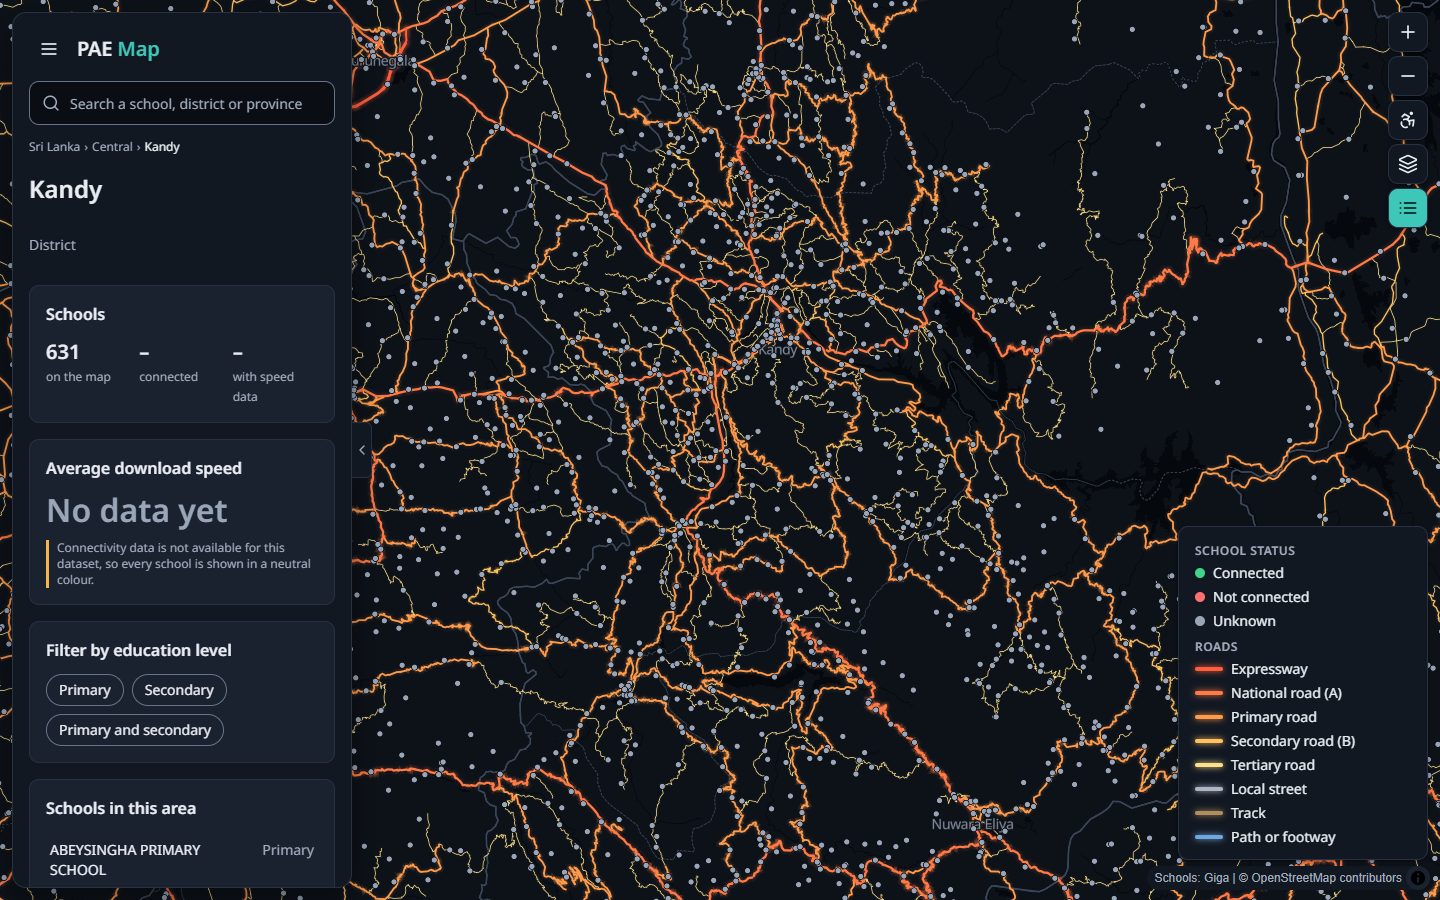 PAE Map
Search a school, district or province
Sri Lanka › Central › Kandy
Kandy
District
Schools
631 – –
on the map connected with speed
data
Average download speed
No data yet
Connectivity data is not available for this
dataset, so every school is shown in a neutral
colour.
Filter by education level
Primary Secondary
Primary and secondary
Schools in this area
ABEYSINGHA PRIMARY Primary
SCHOOL
Kandy
Nuwara Eliya
SCHOOL STATUS
Connected
Not connected
Unknown
ROADS
Expressway
National road (A)
Primary road
Secondary road (B)
Tertiary road
Local street
Track
Path or footway
Schools: Giga | © OpenStreetMap contributors